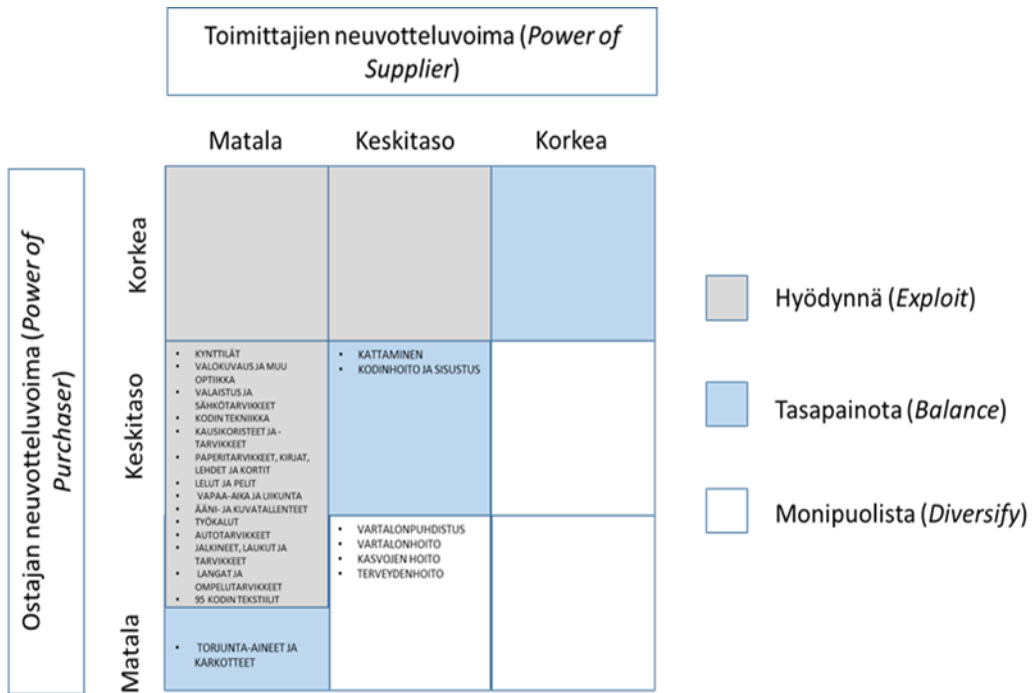 Toimittajien neuvotteluvoima (Power of
Supplier)
Matala
Keskitaso
Korkea
Ostajan neuvotteluvoima (Power of
Purchaser)
Korkea
Keskitaso
Matala
▪ KYNTTILÄT
▪ VALOKUVAUS JA MUU
OPTIIKKA
▪ VALAISTUS JA
SÄHKÖTARVIKKEET
▪ KODIN TEKNIIKKA
▪ KAUSIKORISTEET JA -
TARVIKKEET
▪ PAPERITARVIKKEET, KIRJAT,
LEHDET JA KORTIT
▪ LELUT JA PELIT
▪ VAPAA-AIKA JA LIIKUNTA
▪ ÄÄNI- JA KUVATALLENTEET
▪ TYÖKALUT
▪ AUTOTARVIKKEET
▪ JALKINEET, LAUKUT JA
TARVIKKEET
▪ LANGAT JA
OMPELUTARVIKKEET
▪ 95 KODIN TEKSTIILIT
▪ KATTAMINEN
▪ KODINHOITO JA SISUSTUS
▪ VARTALONPUHDISTUS
▪ VARTALONHOITO
▪ KASVOJEN HOITO
▪ TERVEYDENHOITO
▪ TORJUNTA-AINEET JA
KARKOTTEET
Hyödynnä (Exploit)
Tasapainota (Balance)
Monipuolista (Diversify)